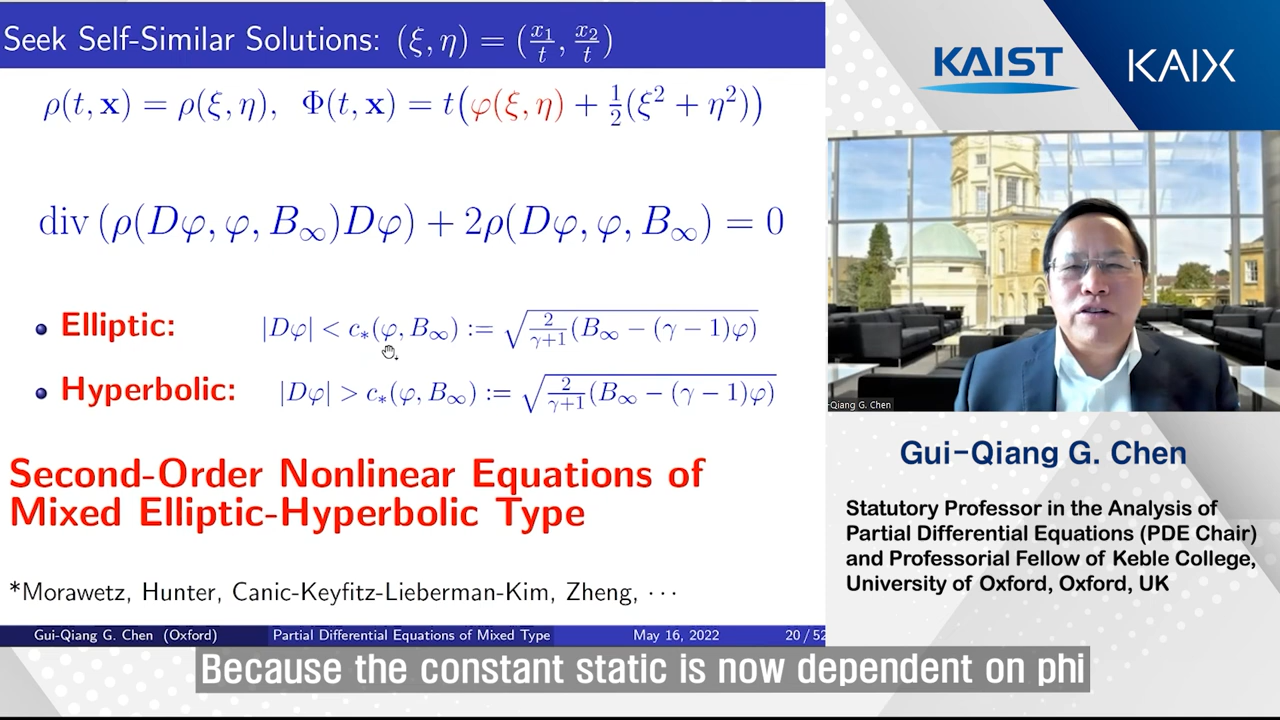 Seek Self-Similar Solutions: (ξ, η) = (x₁/t, x₂/t)
ρ(t, x) = ρ(ξ, η), Φ(t, x) = t(φ(ξ, η) + ½(ξ² + η²))
div (ρ(Dφ, φ, B∞)Dφ) + 2ρ(Dφ, φ, B∞) = 0
• Elliptic: |Dφ| < c*(φ, B∞) := √(2/(γ+1) (B∞ − (γ − 1)φ)
• Hyperbolic: |Dφ| > c*(φ, B∞) := √(2/(γ+1) (B∞ − (γ − 1)φ)
Second-Order Nonlinear Equations of
Mixed Elliptic-Hyperbolic Type
*Morawetz, Hunter, Canic-Keyfitz-Lieberman-Kim, Zheng, ···
Gui-Qiang G. Chen (Oxford) Partial Differential Equations of Mixed Type May 16, 2022 20 / 52
KAIST KAIX
-Qiang G. Chen
Gui-Qiang G. Chen
Statutory Professor in the Analysis of
Partial Differential Equations (PDE Chair)
and Professorial Fellow of Keble College,
University of Oxford, Oxford, UK
Because the constant static is now dependent on phi